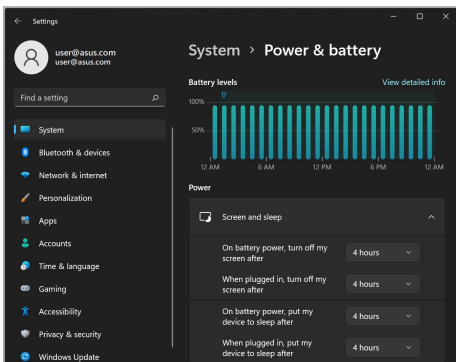 Settings
user@asus.com
user@asus.com
Find a setting
System
Bluetooth & devices
Network & internet
Personalization
Apps
Accounts
Time & language
Gaming
Accessibility
Privacy & security
Windows Update
System > Power & battery
Battery levels
View detailed info
100%
50%
12 AM
6 AM
12 PM
6 PM
12 AM
Power
Screen and sleep
On battery power, turn off my
screen after
4 hours
When plugged in, turn off my
screen after
4 hours
On battery power, put my
device to sleep after
4 hours
When plugged in, put my
device to sleep after
4 hours